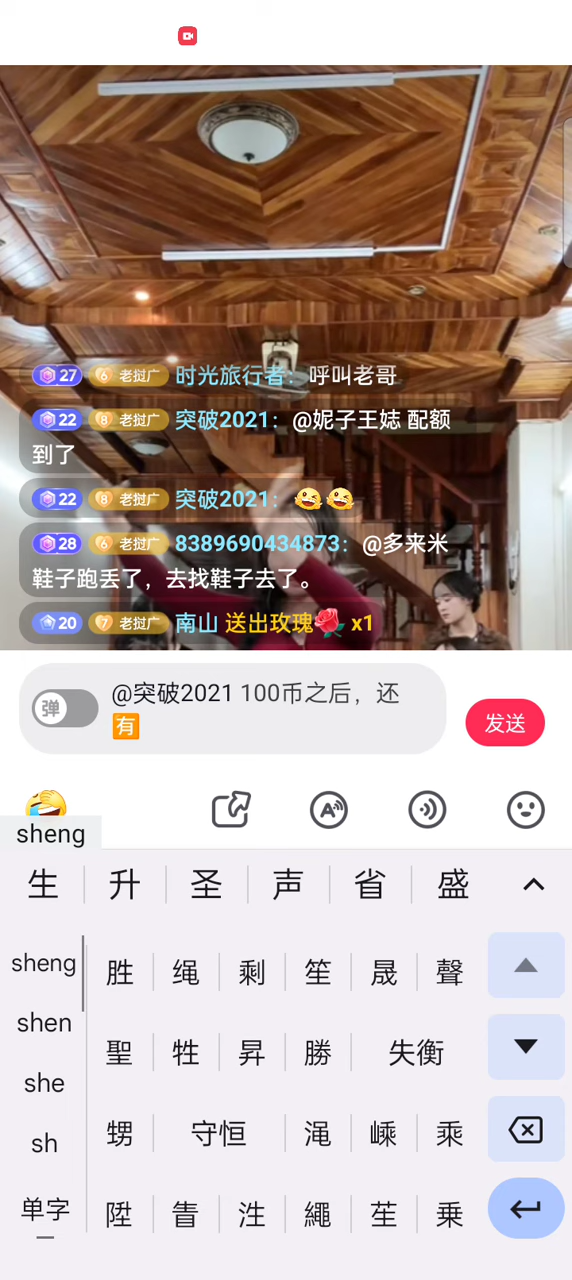 27 6 老挝广 时光旅行者：呼叫老哥
22 8 老挝广 突破2021：@妮子王娡 配额
到了
22 8 老挝广 突破2021：😆😆
28 6 老挝广 8389690434873：@多来米
鞋子跑丢了，去找鞋子去了。
20 7 老挝广 南山 送出玫瑰🌹 x1
弹 @突破2021 100币之后，还
🈶
发送
sheng
生 升 圣 声 省 盛
sheng 胜 绳 剩 笙 晟 聲
shen 聖 牲 昇 勝 失衡
she
sh 甥 守恒 渑 嵊 乘
单字 陞 眚 泩 繩 苼 乗